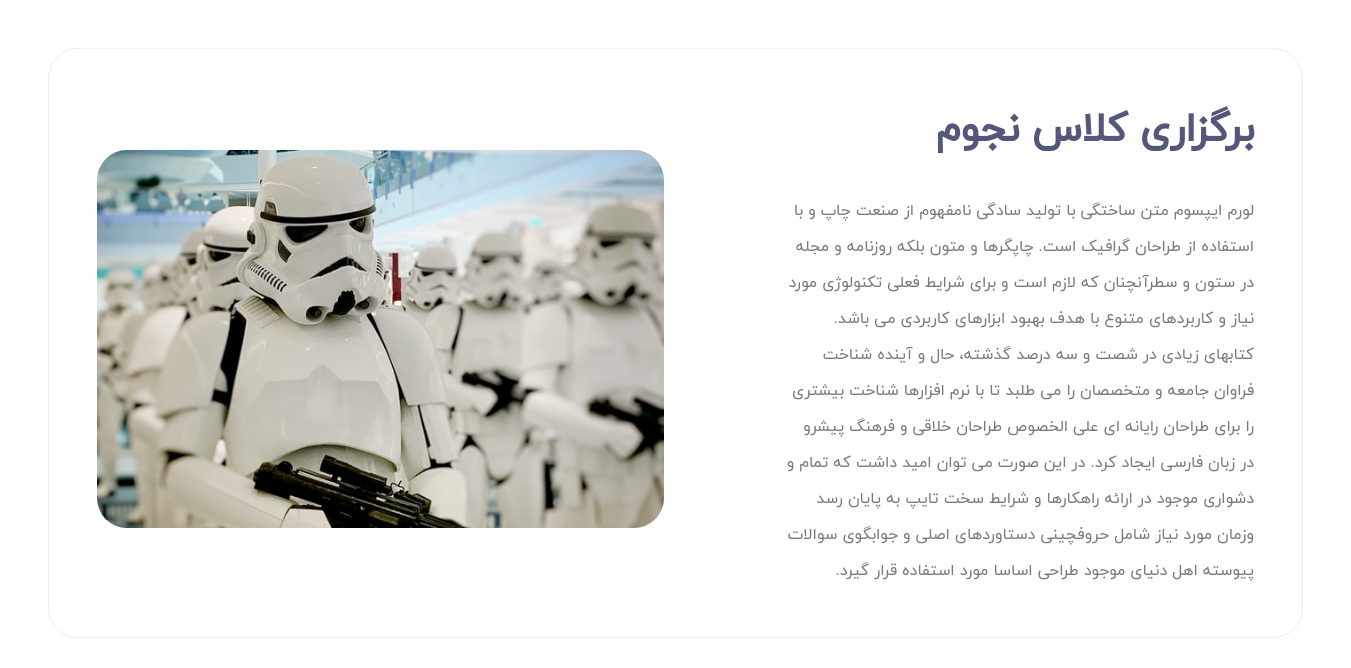 برگزاری کلاس نجوم
لورم ایپسوم متن ساختگی با تولید سادگی نامفهوم از صنعت چاپ و با
استفاده از طراحان گرافیک است. چاپگرها و متون بلکه روزنامه و مجله
در ستون و سطرآنچنان که لازم است و برای شرایط فعلی تکنولوژی مورد
نیاز و کاربردهای متنوع با هدف بهبود ابزارهای کاربردی می باشد.
کتابهای زیادی در شصت و سه درصد گذشته، حال و آینده شناخت
فراوان جامعه و متخصصان را می طلبد تا با نرم افزارها شناخت بیشتری
را برای طراحان رایانه ای علی الخصوص طراحان خلاقی و فرهنگ پیشرو
در زبان فارسی ایجاد کرد. در این صورت می توان امید داشت که تمام و
دشواری موجود در ارائه راهکارها و شرایط سخت تایپ به پایان رسد
وزمان مورد نیاز شامل حروفچینی دستاوردهای اصلی و جوابگوی سوالات
پیوسته اهل دنیای موجود طراحی اساسا مورد استفاده قرار گیرد.